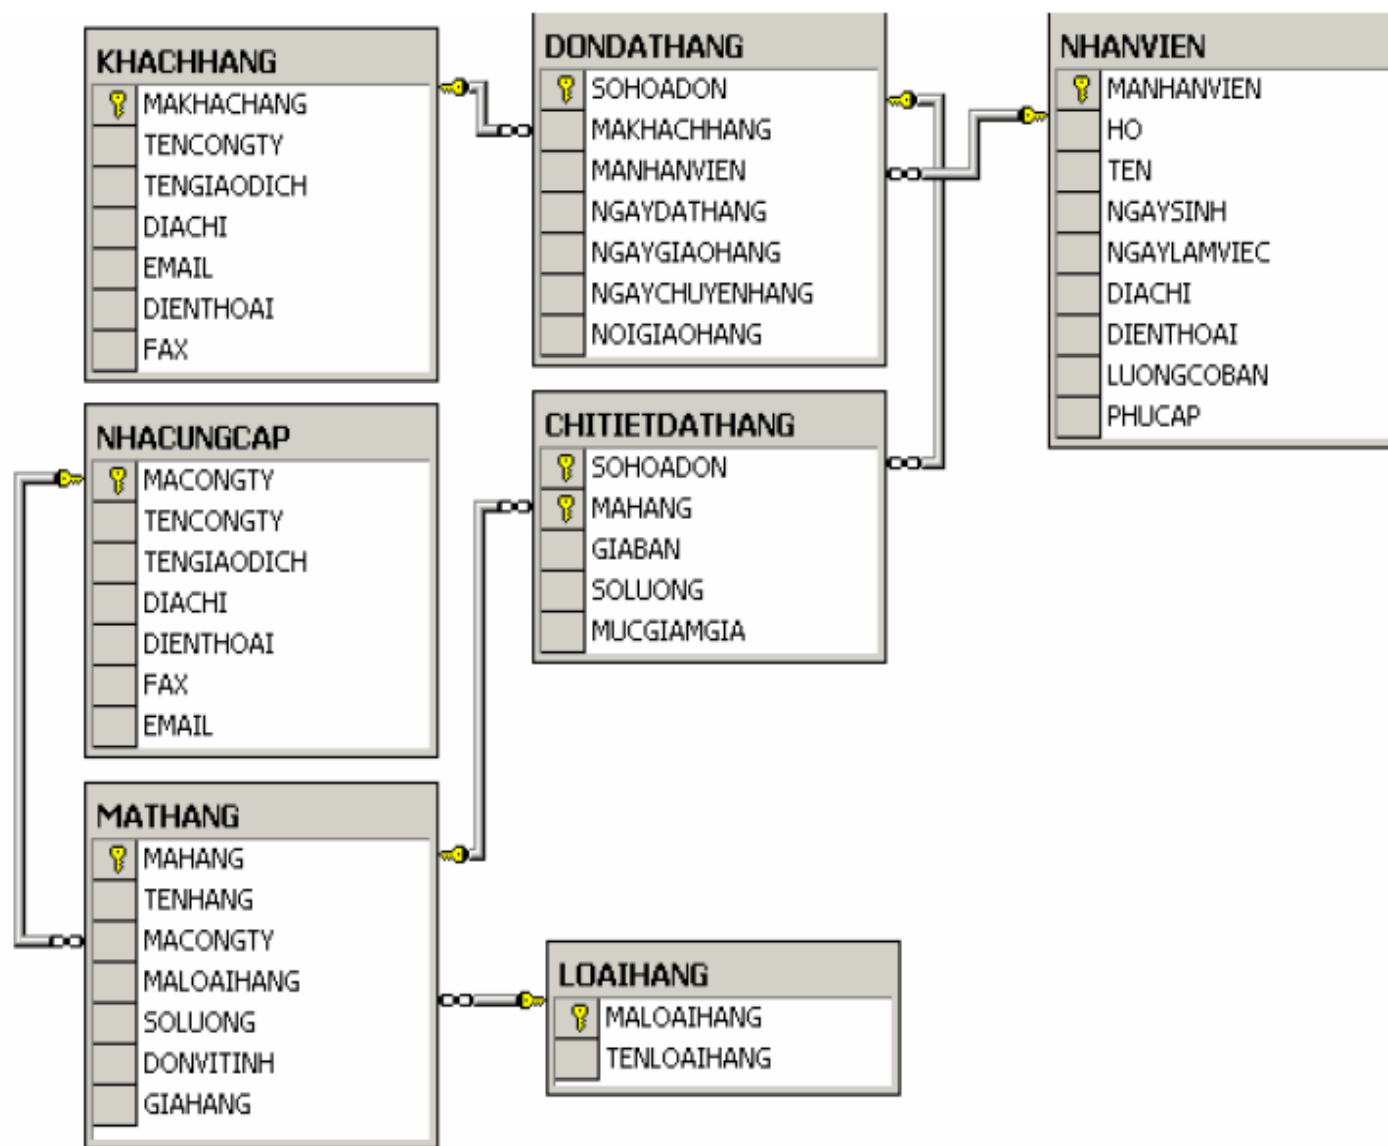 KHACHHANG
MAKHACHANG
TENCONGTY
TENGIAODICH
DIACHI
EMAIL
DIENTHOAI
FAX
DONDATHANG
SOHOADON
MAKHACHHANG
MANHANVIEN
NGAYDATHANG
NGAYGIAOHANG
NGAYCHUYENHANG
NOIGIAOHANG
NHANVIEN
MANHANVIEN
HO
TEN
NGAYSINH
NGAYLAMVIEC
DIACHI
DIENTHOAI
LUONGCOBAN
PHUCAP
NHACUNGCAP
MACONGTY
TENCONGTY
TENGIAODICH
DIACHI
DIENTHOAI
FAX
EMAIL
CHITIETDATHANG
SOHOADON
MAHANG
GIABAN
SOLUONG
MUCGIAMGIA
MATHANG
MAHANG
TENHANG
MACONGTY
MALOAIHANG
SOLUONG
DONVITINH
GIAHANG
LOAIHANG
MALOAIHANG
TENLOAIHANG